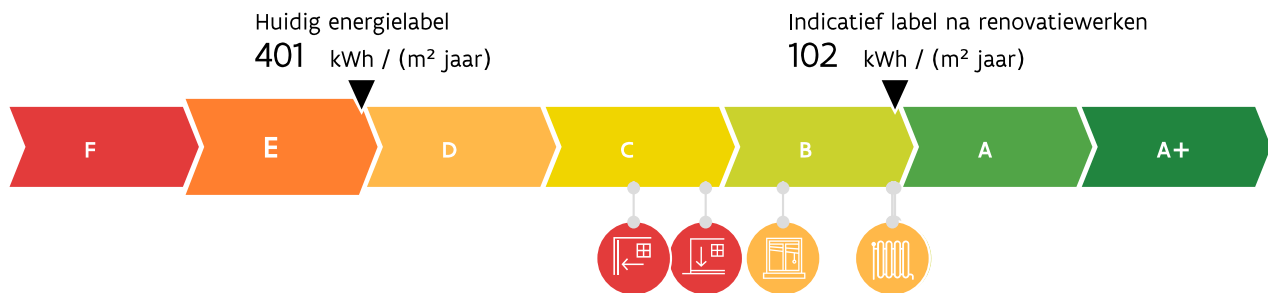 Huidig energielabel
401 kWh / (m² jaar)
Indicatief label na renovatiewerken
102 kWh / (m² jaar)
F E D C B A A+